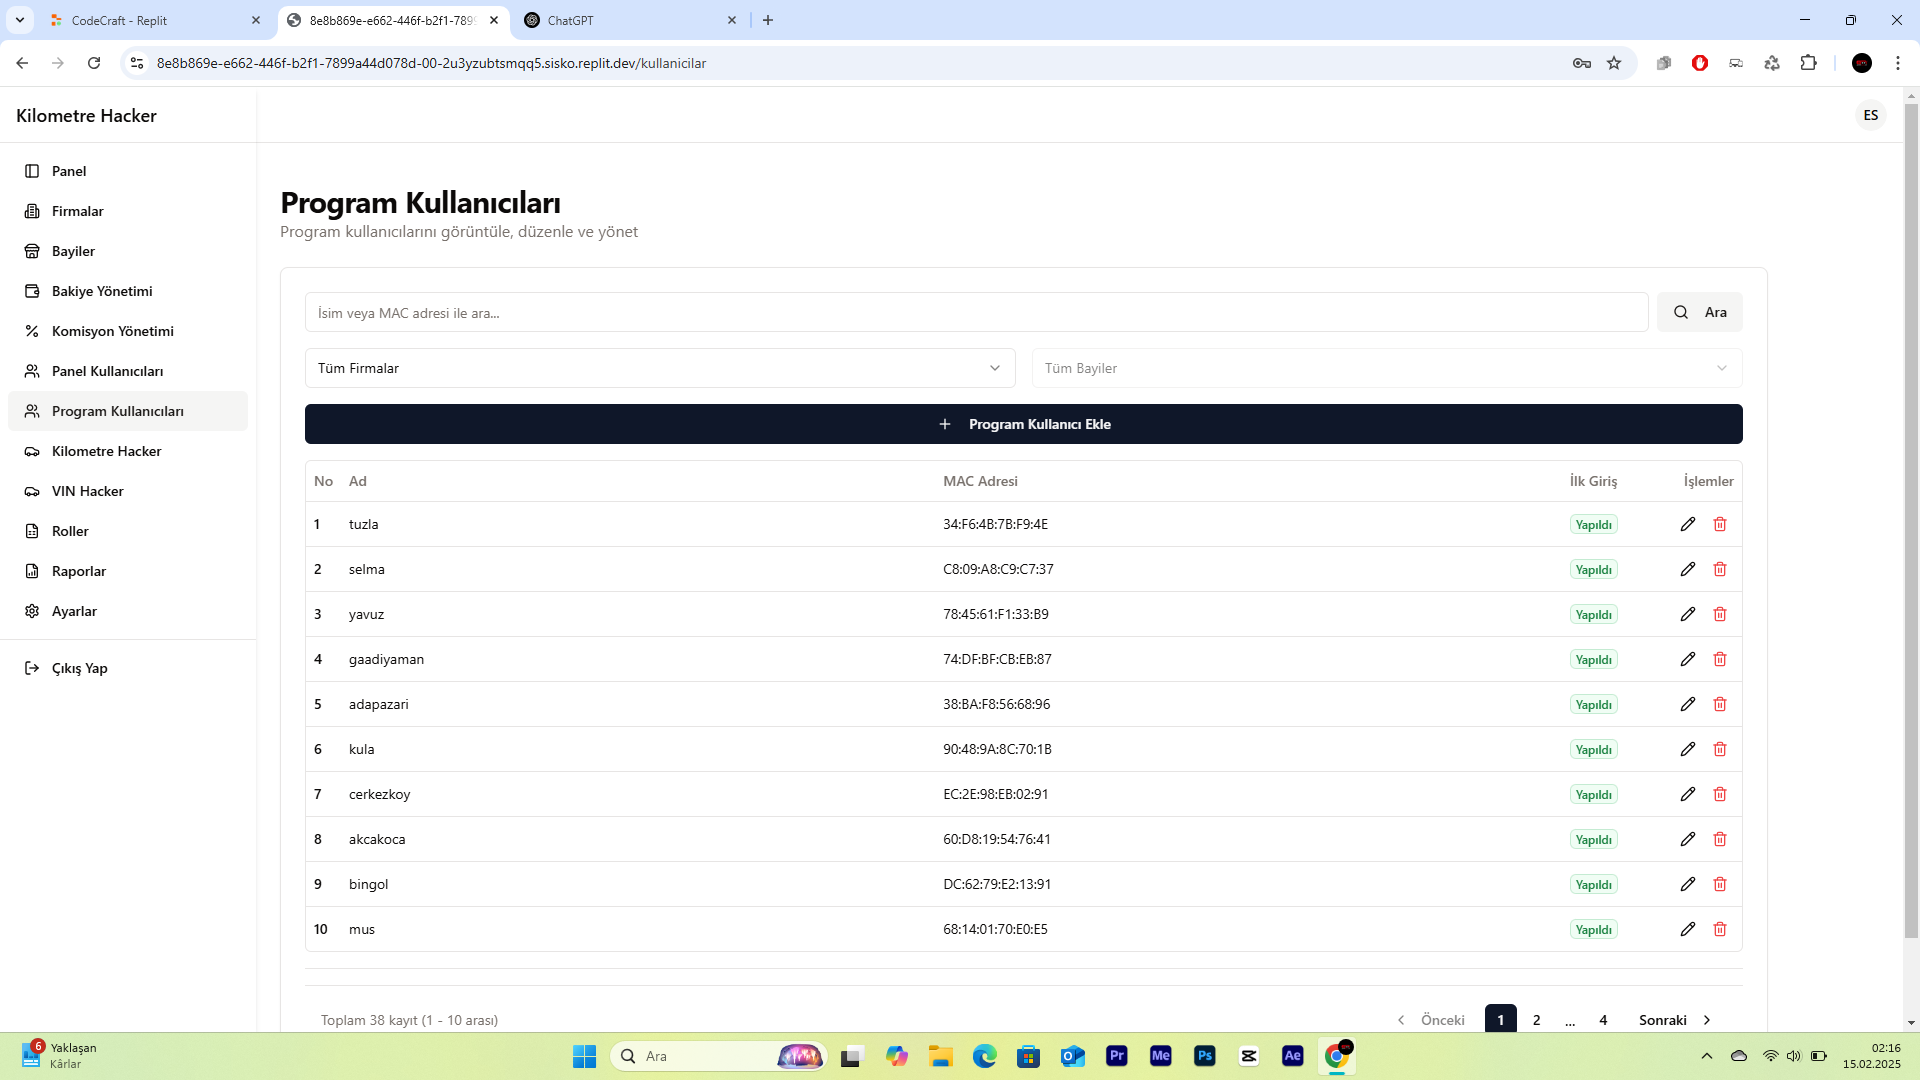 CodeCraft - Replit
8e8b869e-e662-446f-b2f1-789
ChatGPT
8e8b869e-e662-446f-b2f1-7899a44d078d-00-2u3yzubtsmqq5.sisko.replit.dev/kullanicilar
Kilometre Hacker
ES
Panel
Firmalar
Bayiler
Bakiye Yönetimi
Komisyon Yönetimi
Panel Kullanıcıları
Program Kullanıcıları
Kilometre Hacker
VIN Hacker
Roller
Raporlar
Ayarlar
Çıkış Yap
Program Kullanıcıları
Program kullanıcılarını görüntüle, düzenle ve yönet
İsim veya MAC adresi ile ara...
Ara
Tüm Firmalar
Tüm Bayiler
+ Program Kullanıcı Ekle
No Ad MAC Adresi İlk Giriş İşlemler
1 tuzla 34:F6:4B:7B:F9:4E Yapıldı
2 selma C8:09:A8:C9:C7:37 Yapıldı
3 yavuz 78:45:61:F1:33:B9 Yapıldı
4 gaadiyaman 74:DF:BF:CB:EB:87 Yapıldı
5 adapazari 38:BA:F8:56:68:96 Yapıldı
6 kula 90:48:9A:8C:70:1B Yapıldı
7 cerkezkoy EC:2E:98:EB:02:91 Yapıldı
8 akcakoca 60:D8:19:54:76:41 Yapıldı
9 bingol DC:62:79:E2:13:91 Yapıldı
10 mus 68:14:01:70:E0:E5 Yapıldı
Toplam 38 kayıt (1 - 10 arası)
Önceki 1 2 ... 4 Sonraki
6
Yaklaşan
Kârlar
Ara
Pr
Me
Ps
Ae
02:16
15.02.2025